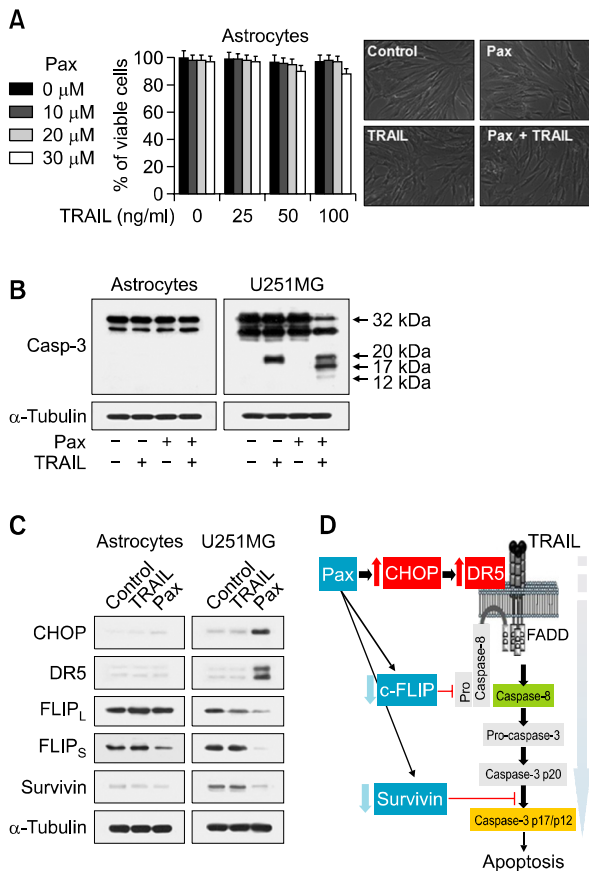 A
Astrocytes
Pax
0 μM
10 μM
20 μM
30 μM
% of viable cells
100
80
60
40
20
0
TRAIL (ng/ml) 0 25 50 100
Control
Pax
TRAIL
Pax + TRAIL
B
Astrocytes U251MG
Casp-3
32 kDa
20 kDa
17 kDa
12 kDa
α-Tubulin
Pax – – + + – – + +
TRAIL – + – + – + – +
C
Astrocytes U251MG
Control TRAIL Pax Control TRAIL Pax
CHOP
DR5
FLIPL
FLIPS
Survivin
α-Tubulin
D
TRAIL
Pax CHOP DR5
FADD
Pro
Caspase-8
c-FLIP
Caspase-8
Pro-caspase-3
Caspase-3 p20
Survivin
Caspase-3 p17/p12
Apoptosis